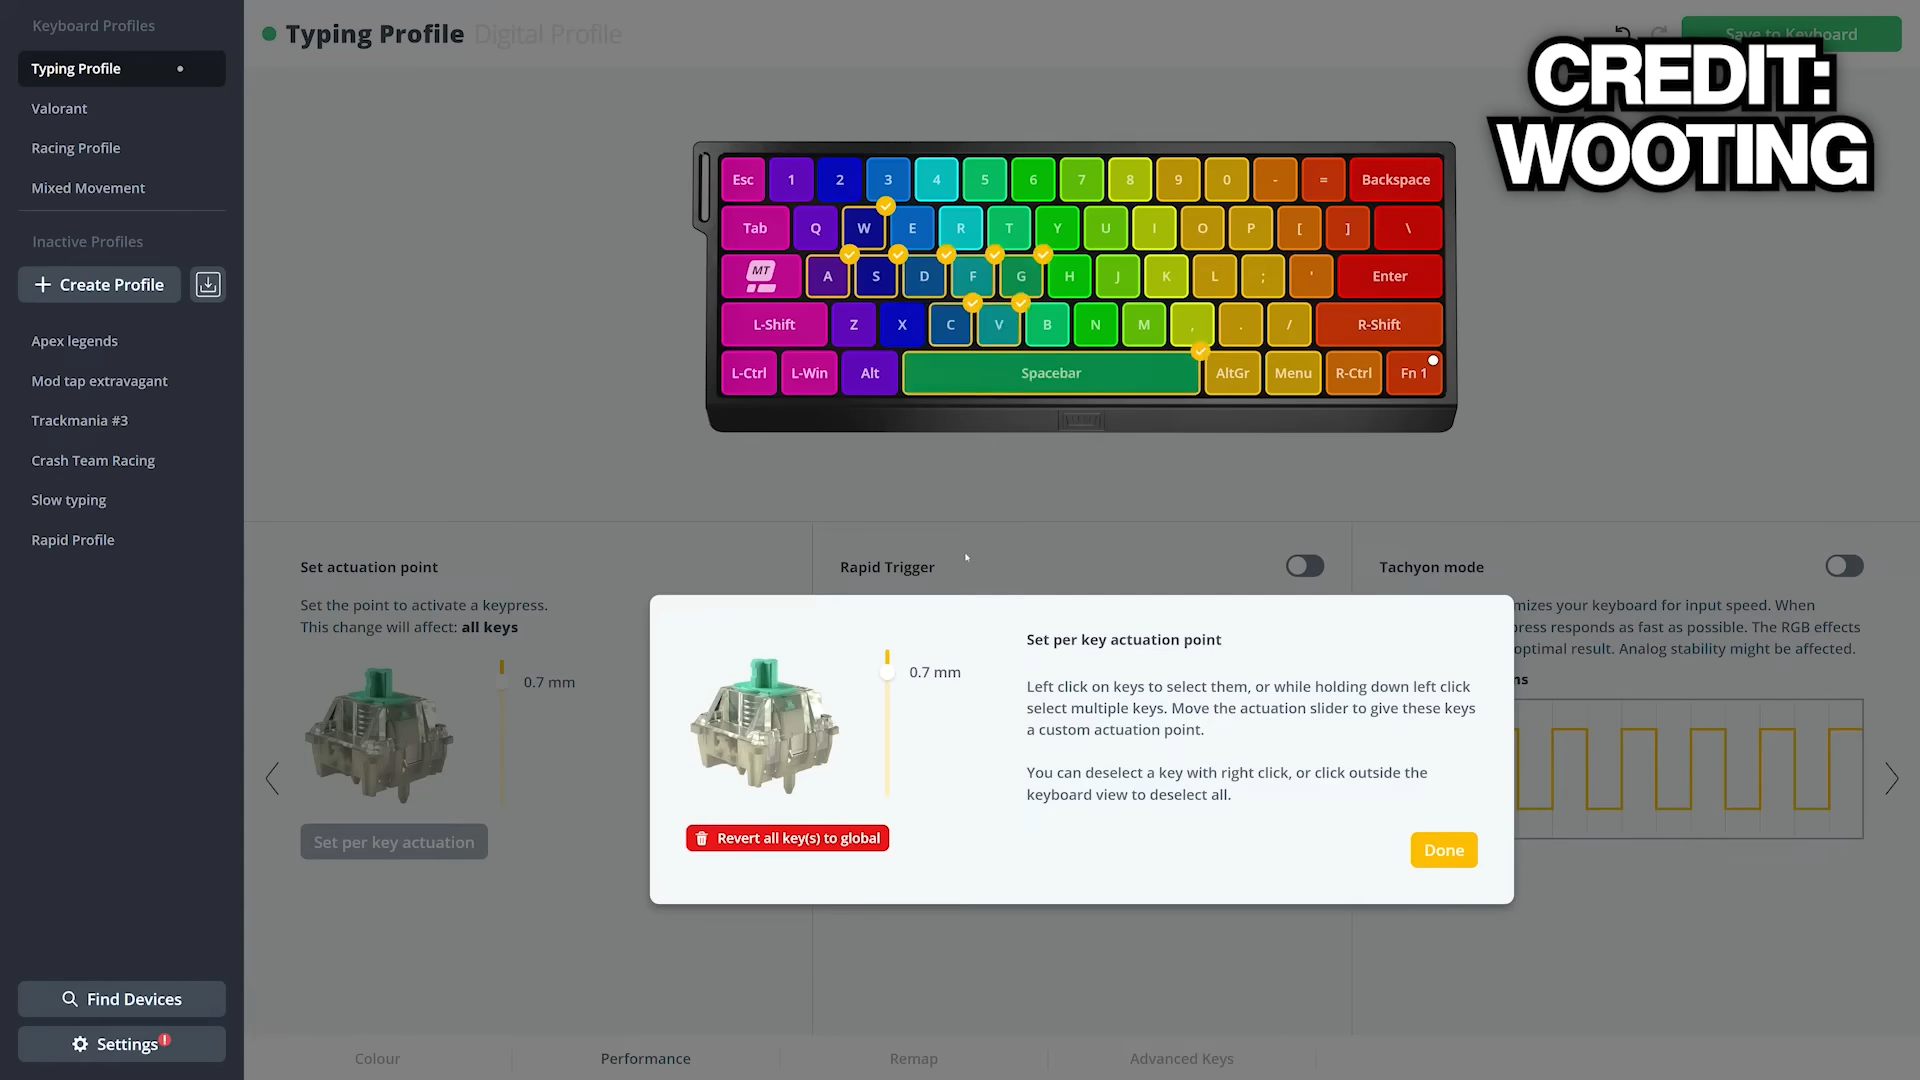 Keyboard Profiles
Typing Profile
Valorant
Racing Profile
Mixed Movement
Inactive Profiles
+ Create Profile
Apex legends
Mod tap extravagant
Trackmania #3
Crash Team Racing
Slow typing
Rapid Profile
Find Devices
Settings
!
Typing Profile Digital Profile
Save to Keyboard
CREDIT:
WOOTING
Esc 1 2 3 4 5 6 7 8 9 0 - = Backspace
Tab Q W E R T Y U I O P [ ] \
MT A S D F G H J K L ; ' Enter
L-Shift Z X C V B N M , . / R-Shift
L-Ctrl L-Win Alt Spacebar AltGr Menu R-Ctrl Fn 1
Set actuation point
Set the point to activate a keypress.
This change will affect: all keys
0.7 mm
Set per key actuation
Rapid Trigger
Tachyon mode
mizes your keyboard for input speed. When
press responds as fast as possible. The RGB effects
optimal result. Analog stability might be affected.
ns
0.7 mm
Revert all key(s) to global
Set per key actuation point
Left click on keys to select them, or while holding down left click
select multiple keys. Move the actuation slider to give these keys
a custom actuation point.
You can deselect a key with right click, or click outside the
keyboard view to deselect all.
Done
Colour
Performance
Remap
Advanced Keys